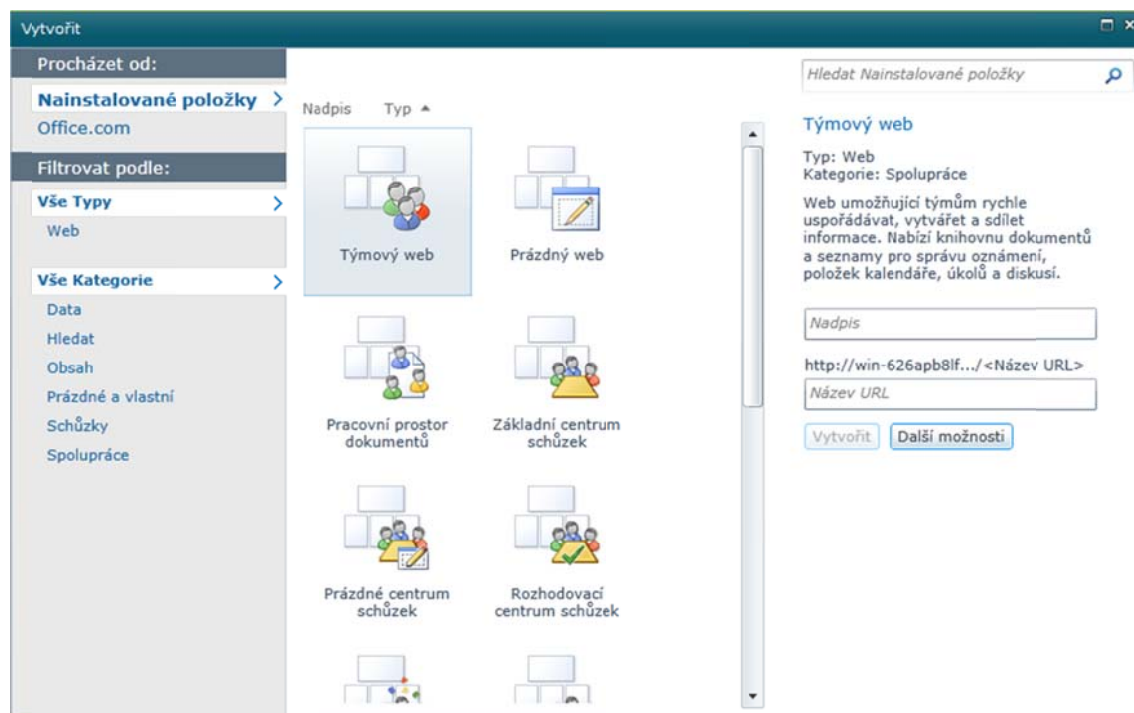 Vytvořit
Procházet od:
Nainstalované položky
Office.com
Filtrovat podle:
Vše Typy
Web
Vše Kategorie
Data
Hledat
Obsah
Prázdné a vlastní
Schůzky
Spolupráce
Nadpis Typ
Týmový web
Prázdný web
Pracovní prostor
dokumentů
Základní centrum
schůzek
Prázdné centrum
schůzek
Rozhodovací
centrum schůzek
Hledat Nainstalované položky
Týmový web
Typ: Web
Kategorie: Spolupráce
Web umožňující týmům rychle
uspořádávat, vytvářet a sdílet
informace. Nabízí knihovnu dokumentů
a seznamy pro správu oznámení,
položek kalendáře, úkolů a diskusí.
Nadpis
http://win-626apb8lf.../<Název URL>
Název URL
Vytvořit Další možnosti